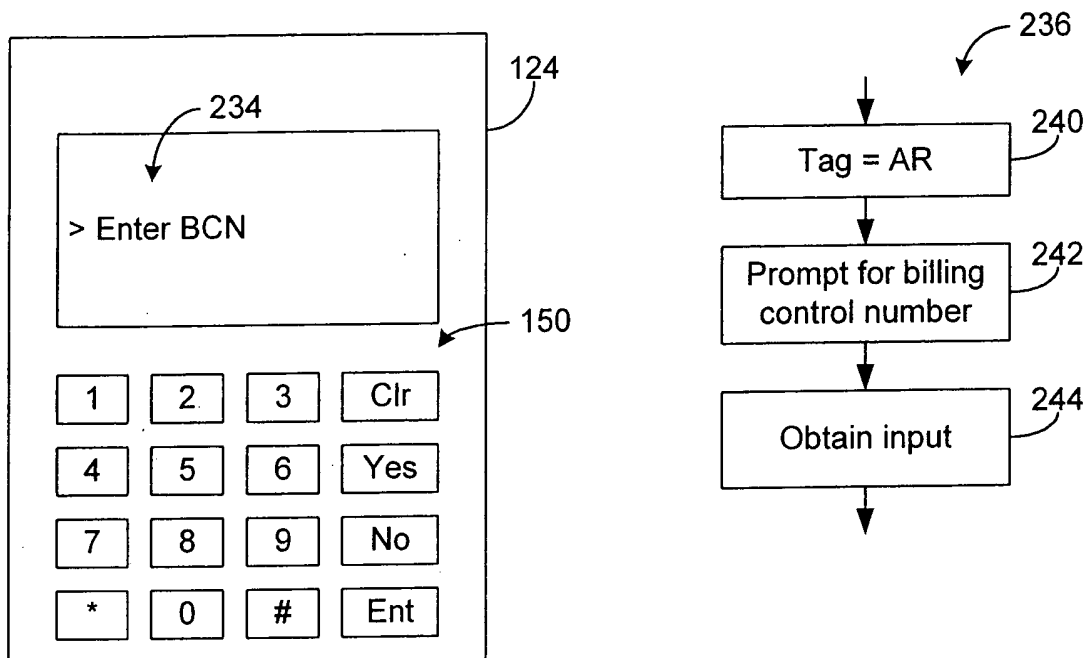 124
234
> Enter BCN
150
1 2 3 Clr
4 5 6 Yes
7 8 9 No
* 0 # Ent
236
Tag = AR
240
Prompt for billing
control number
242
Obtain input
244